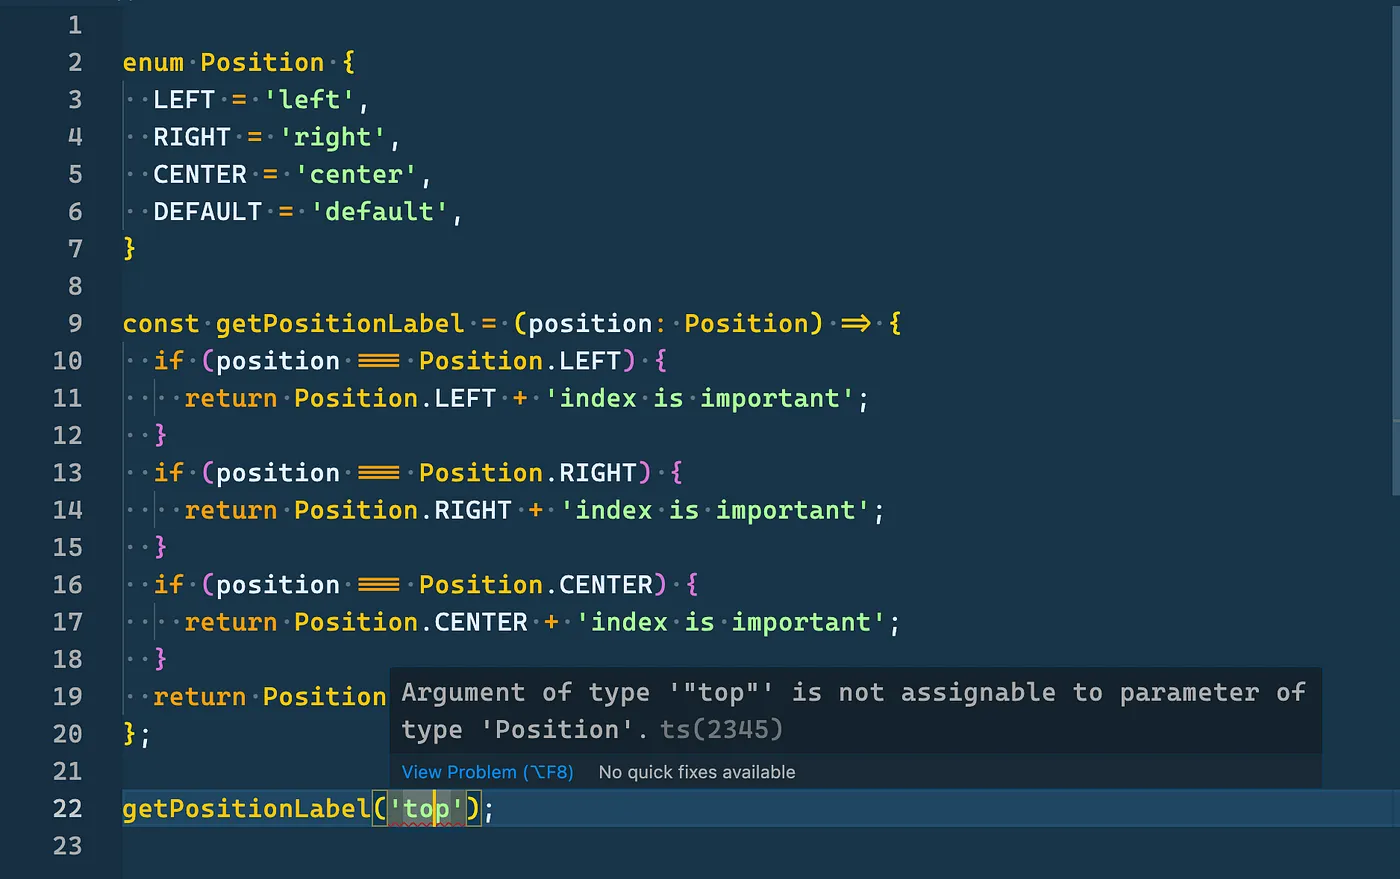 1
2 enum Position {
3 LEFT = 'left',
4 RIGHT = 'right',
5 CENTER = 'center',
6 DEFAULT = 'default',
7 }
8
9 const getPositionLabel = (position: Position) => {
10 if (position === Position.LEFT) {
11 return Position.LEFT + 'index is important';
12 }
13 if (position === Position.RIGHT) {
14 return Position.RIGHT + 'index is important';
15 }
16 if (position === Position.CENTER) {
17 return Position.CENTER + 'index is important';
18 }
19 return Position
Argument of type '"top"' is not assignable to parameter of
type 'Position'. ts(2345)
20 };
View Problem (⌥F8) No quick fixes available
21
22 getPositionLabel('top');
23